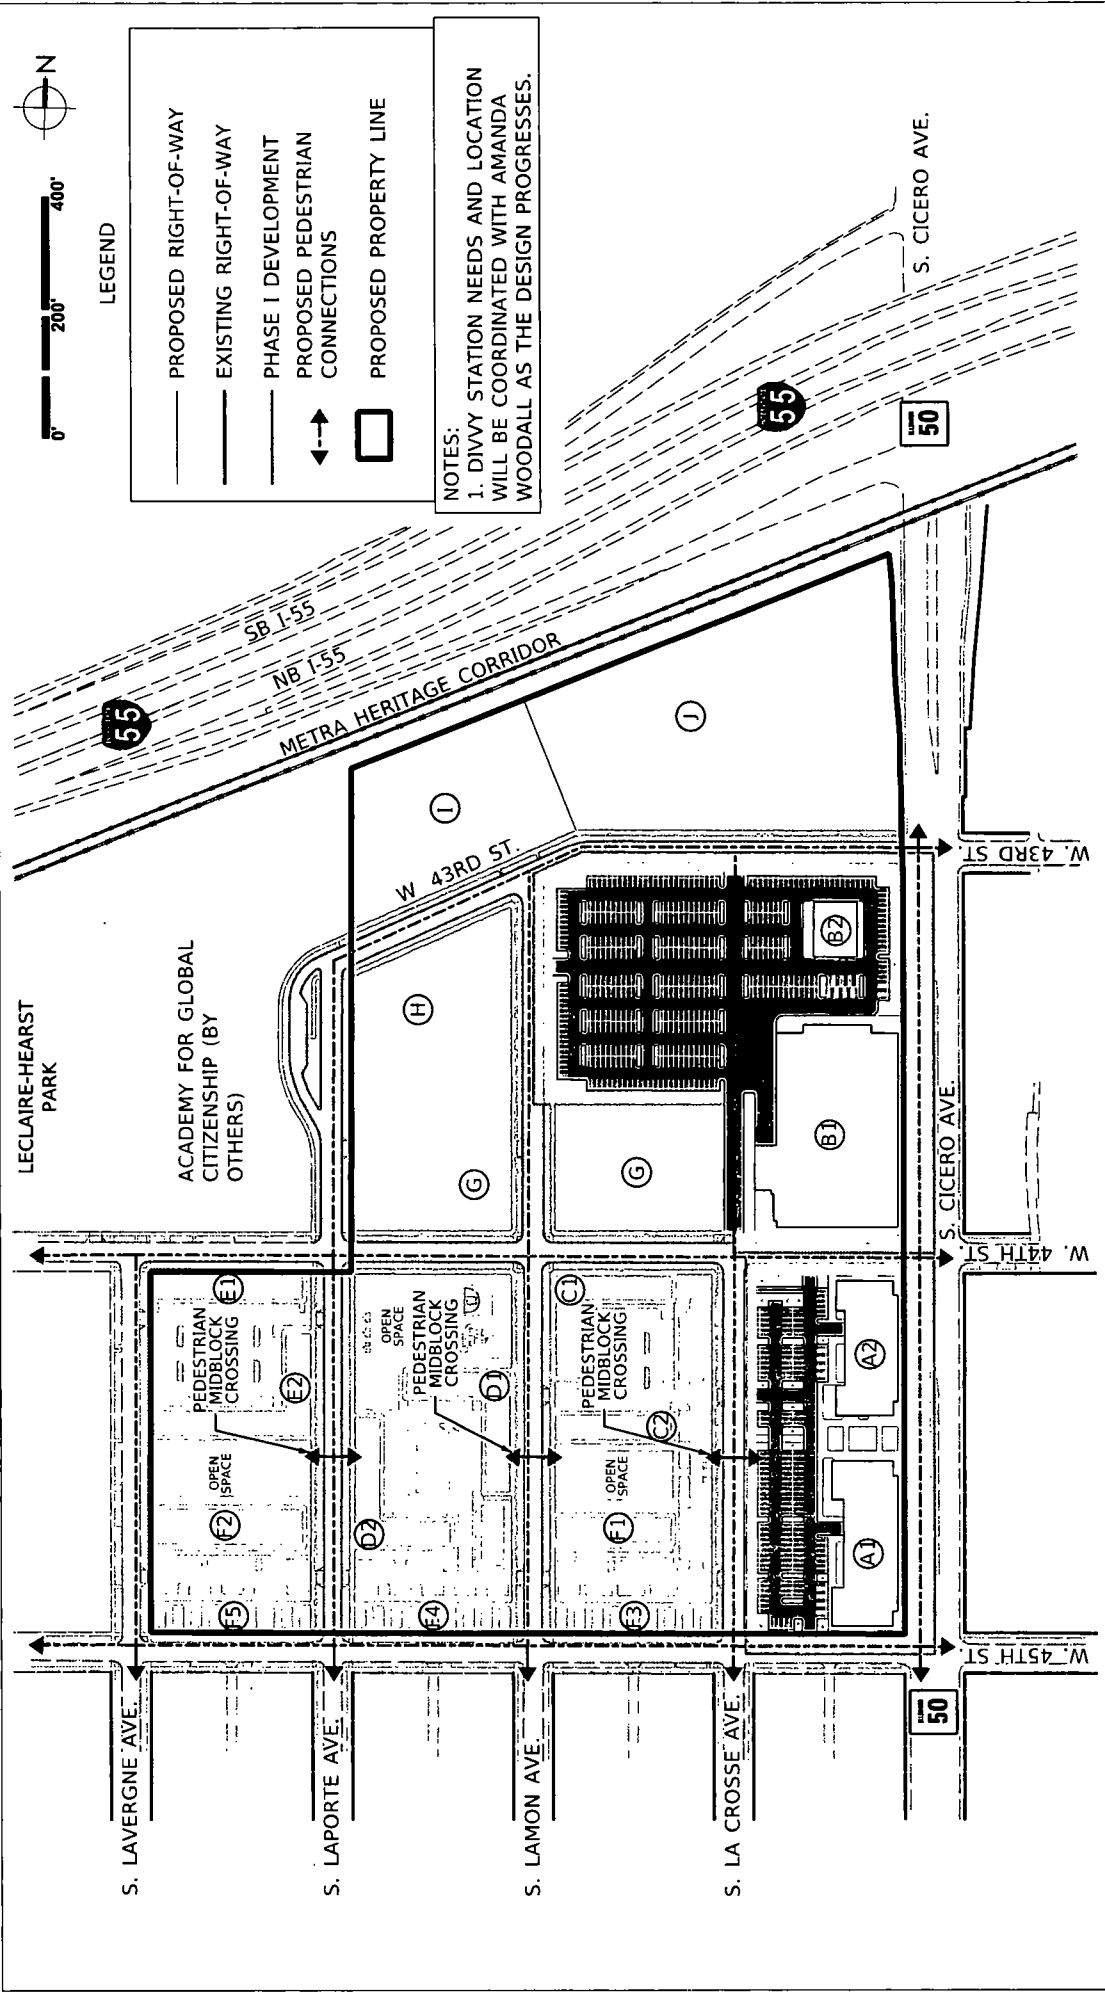 N
0'
200'
400'
LEGEND
PROPOSED RIGHT-OF-WAY
EXISTING RIGHT-OF-WAY
PHASE I DEVELOPMENT
PROPOSED PEDESTRIAN
CONNECTIONS
PROPOSED PROPERTY LINE
NOTES:
1. DIVVY STATION NEEDS AND LOCATION
WILL BE COORDINATED WITH AMANDA
WOODALL AS THE DESIGN PROGRESSES.
LECLAIRE-HEARST
PARK
ACADEMY FOR GLOBAL
CITIZENSHIP (BY
OTHERS)
55
SB I-55
NB I-55
METRA HERITAGE CORRIDOR
55
S. CICERO AVE.
50
W 43RD ST.
I
J
H
G
G
B2
B1
W. 43RD ST.
S. CICERO AVE.
W. 44TH ST.
E1
PEDESTRIAN
MIDBLOCK
CROSSING
E2
OPEN
SPACE
F2
F5
OPEN
SPACE
PEDESTRIAN
MIDBLOCK
CROSSING
D1
D2
F4
C1
PEDESTRIAN
MIDBLOCK
CROSSING
C2
OPEN
SPACE
F1
F3
A2
A1
W. 45TH ST
50
S. LAVERGNE AVE.
S. LAPORTE AVE.
S. LAMON AVE.
S. LA CROSSE AVE.